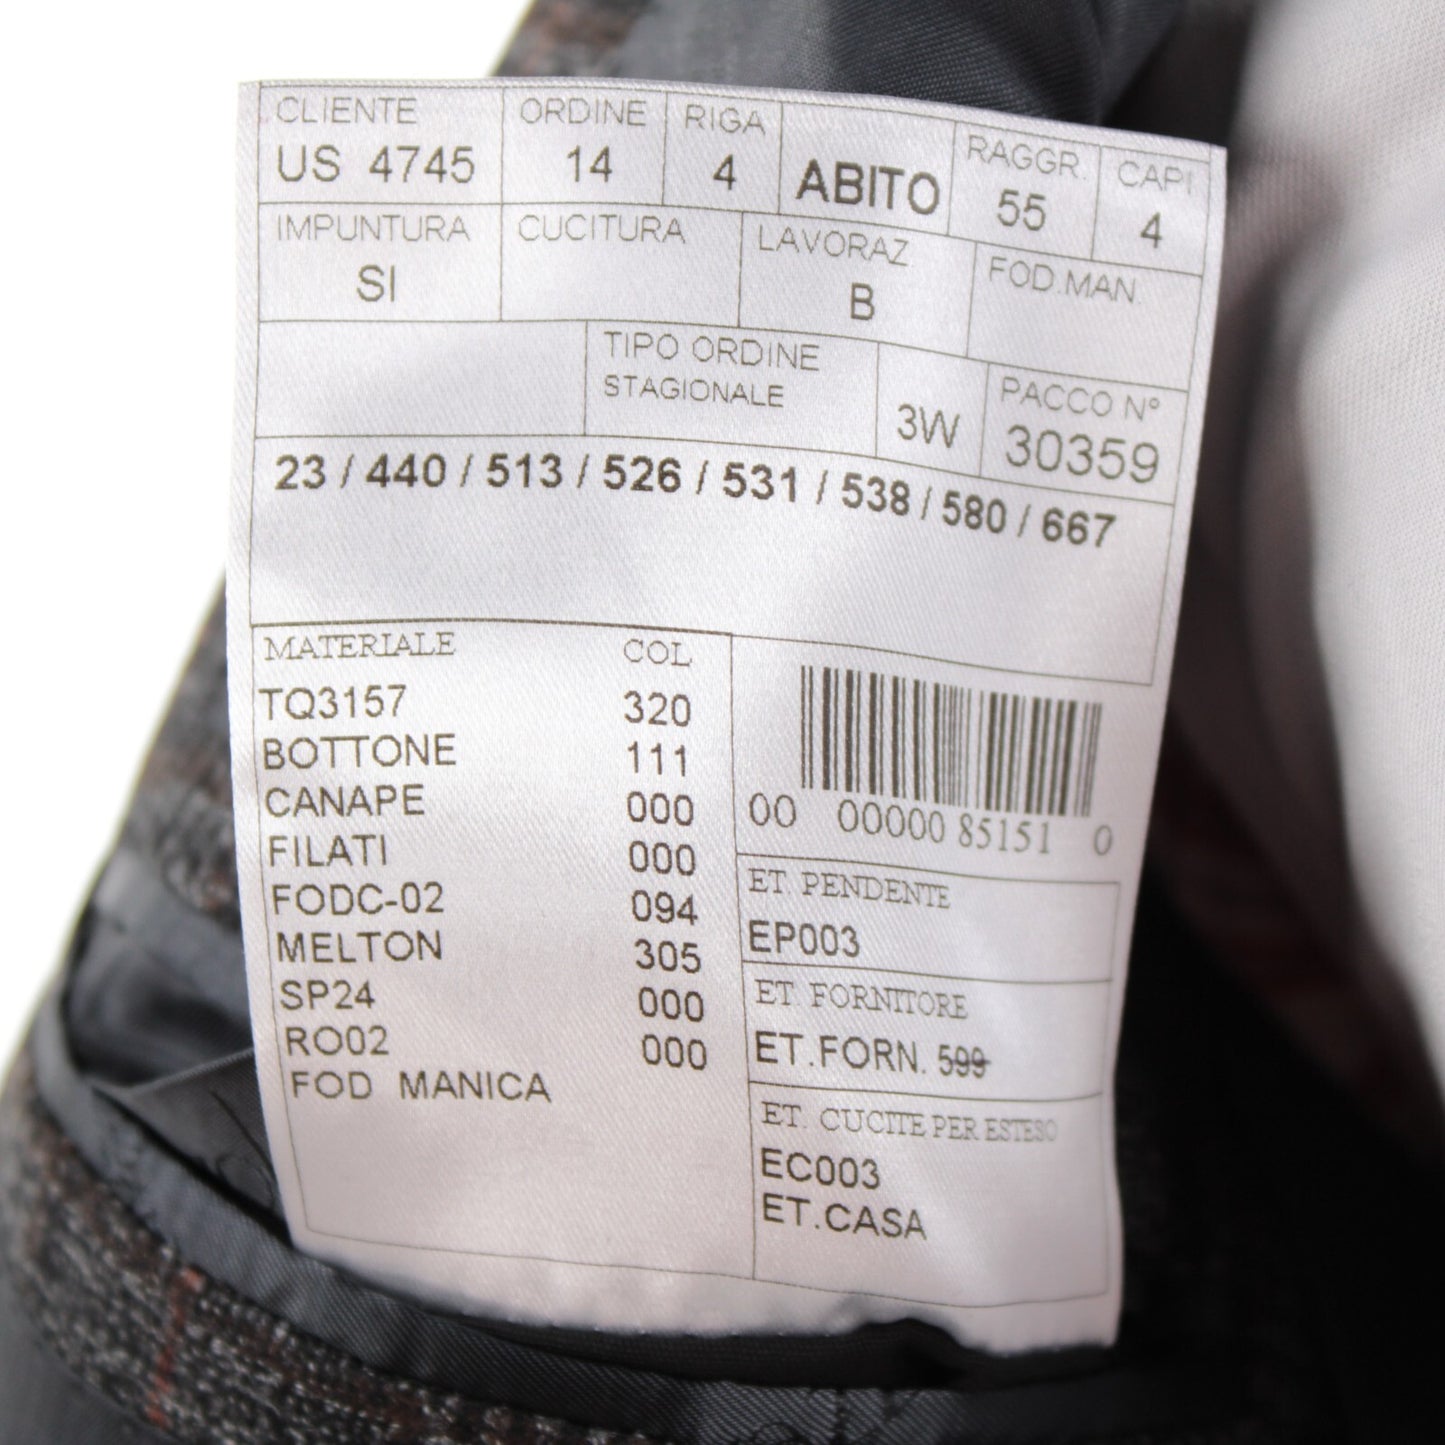 CLIENTE ORDINE RIGA ABITO RAGGR. CAPI
US 4745 14 4 55 4
IMPUNTURA CUCITURA LAVORAZ FOD.MAN.
SI B
TIPO ORDINE
STAGIONALE 3W PACCO N°
30359
23 / 440 / 513 / 526 / 531 / 538 / 580 / 667
MATERIALE COL
TQ3157 320
BOTTONE 111
CANAPE 000
FILATI 000
FODC-02 094
MELTON 305
SP24 000
RO02 000
FOD MANICA
00 00000 85151 0
ET. PENDENTE
EP003
ET. FORNITORE
ET.FORN. 599
ET. CUCITE PER ESTESO
EC003
ET.CASA